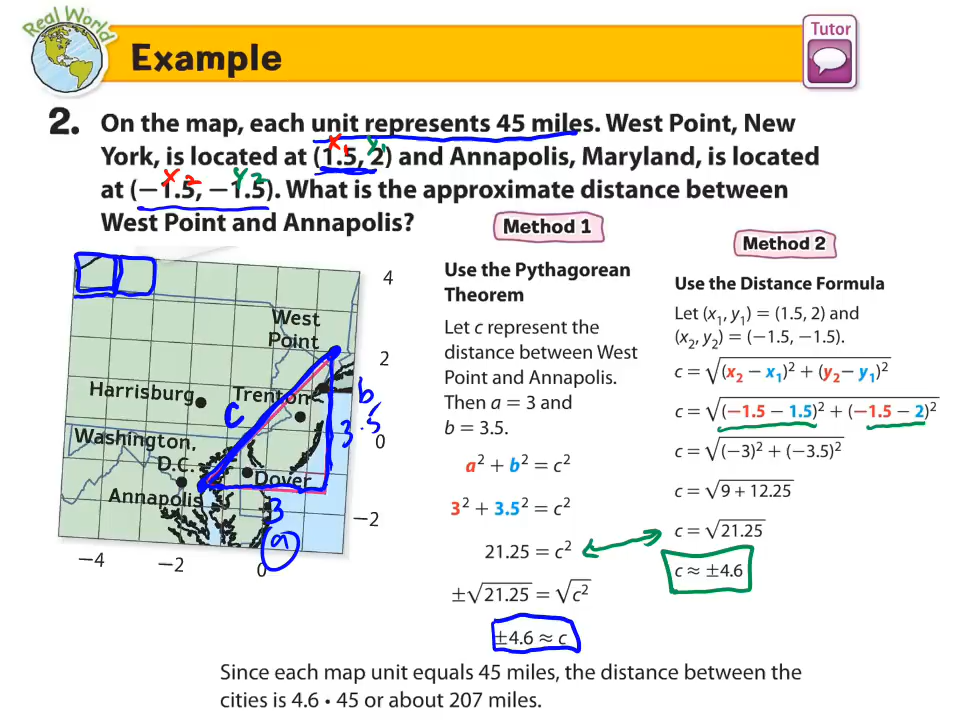 Real World
Example
Tutor
2. On the map, each unit represents 45 miles. West Point, New
x1 y1
York, is located at (1.5, 2) and Annapolis, Maryland, is located
x2 y2
at (−1.5, −1.5). What is the approximate distance between
West Point and Annapolis?
4
West
Point
2
Harrisburg
Trenton
b
c
3.5
0
Washington,
D.C.
Dover
Annapolis
3
−2
a
−4
−2
0
Method 1
Use the Pythagorean
Theorem
Let c represent the
distance between West
Point and Annapolis.
Then a = 3 and
b = 3.5.
a² + b² = c²
3² + 3.5² = c²
21.25 = c²
±√21.25 = √c²
±4.6 ≈ c
Method 2
Use the Distance Formula
Let (x₁, y₁) = (1.5, 2) and
(x₂, y₂) = (−1.5, −1.5).
c = √(x₂ − x₁)² + (y₂− y₁)²
c = √(−1.5 − 1.5)² + (−1.5 − 2)²
c = √(−3)² + (−3.5)²
c = √9 + 12.25
c = √21.25
c ≈ ±4.6
Since each map unit equals 45 miles, the distance between the
cities is 4.6 • 45 or about 207 miles.